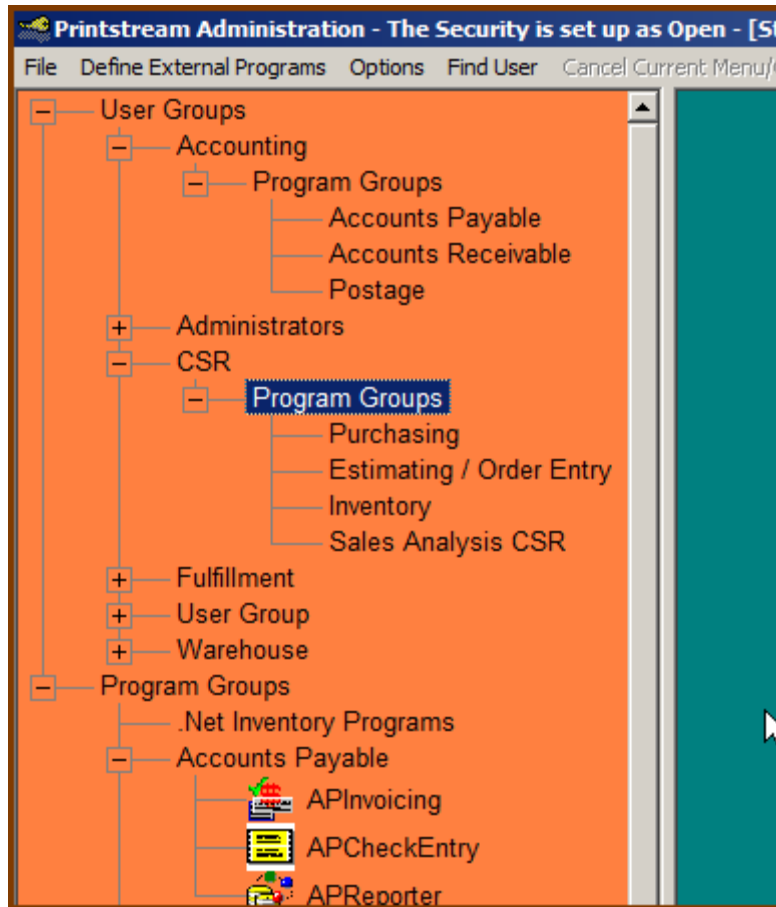 Printstream Administration - The Security is set up as Open - [St
File Define External Programs Options Find User Cancel Current Menu/
User Groups
Accounting
Program Groups
Accounts Payable
Accounts Receivable
Postage
Administrators
CSR
Program Groups
Purchasing
Estimating / Order Entry
Inventory
Sales Analysis CSR
Fulfillment
User Group
Warehouse
Program Groups
.Net Inventory Programs
Accounts Payable
APInvoicing
APCheckEntry
APReporter